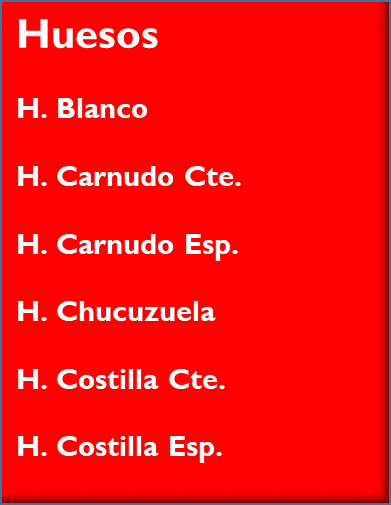 Huesos
H. Blanco
H. Carnudo Cte.
H. Carnudo Esp.
H. Chucuzuela
H. Costilla Cte.
H. Costilla Esp.